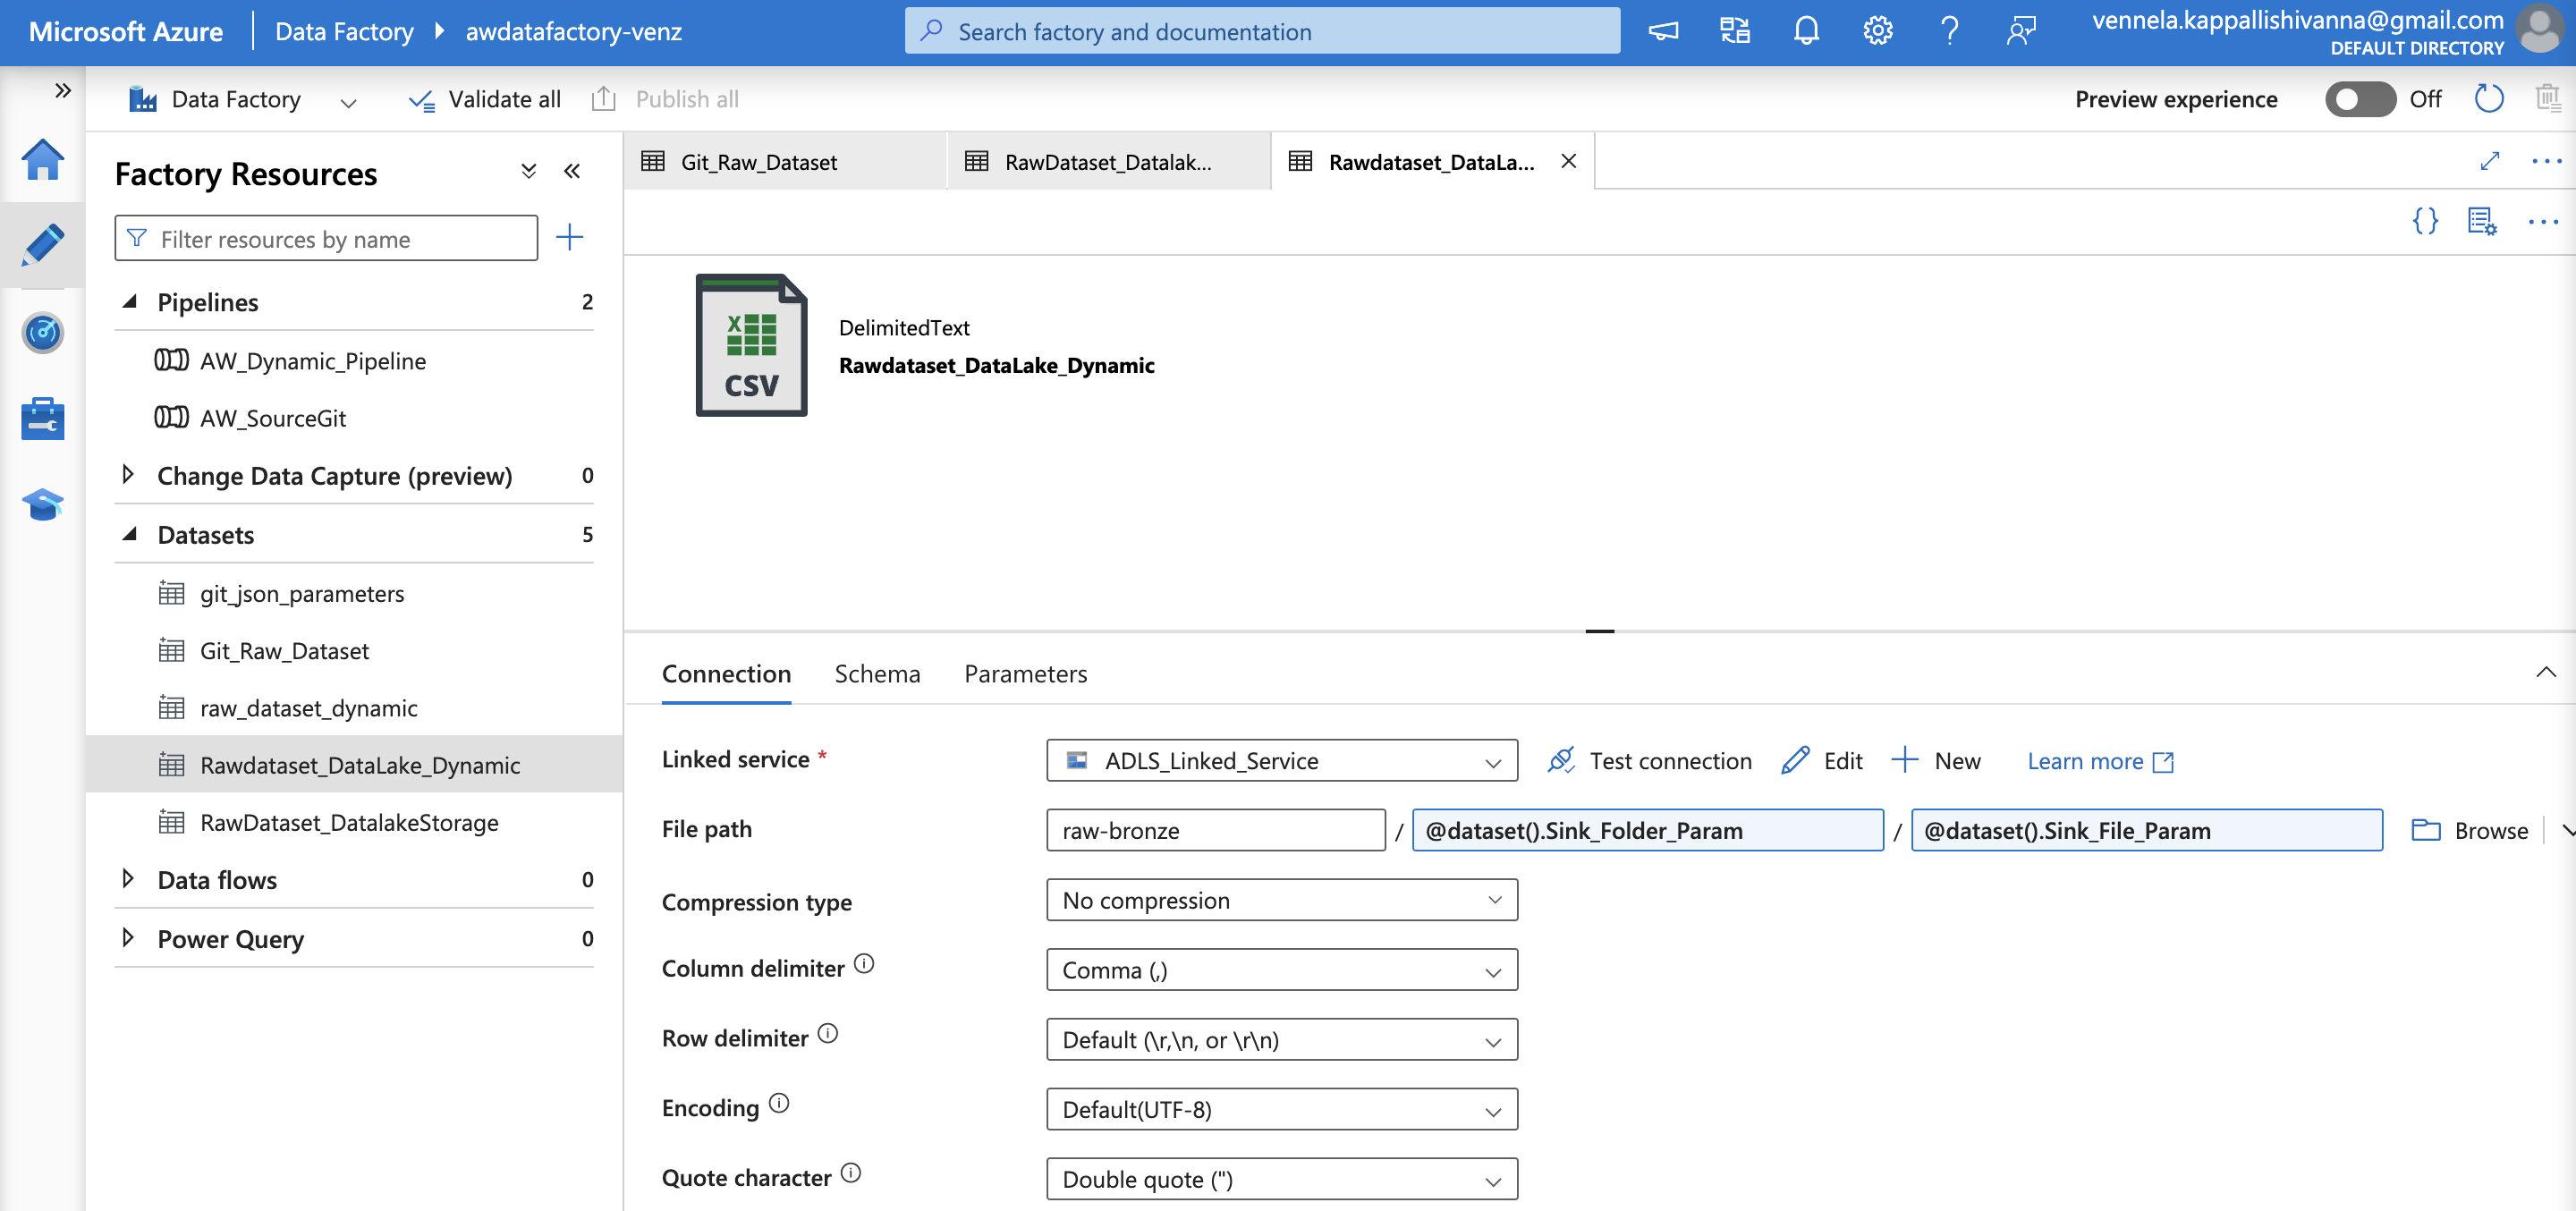 Microsoft Azure
Data Factory
awdatafactory-venz
Search factory and documentation
vennela.kappallishivanna@gmail.com
DEFAULT DIRECTORY
Data Factory
Validate all
Publish all
Preview experience
Off
Factory Resources
Filter resources by name
Pipelines 2
AW_Dynamic_Pipeline
AW_SourceGit
Change Data Capture (preview) 0
Datasets 5
git_json_parameters
Git_Raw_Dataset
raw_dataset_dynamic
Rawdataset_DataLake_Dynamic
RawDataset_DatalakeStorage
Data flows 0
Power Query 0
Git_Raw_Dataset
RawDataset_Datalak...
Rawdataset_DataLa...
{}
X
CSV
DelimitedText
Rawdataset_DataLake_Dynamic
Connection
Schema
Parameters
Linked service *
ADLS_Linked_Service
Test connection
Edit
New
Learn more
File path
raw-bronze / @dataset().Sink_Folder_Param / @dataset().Sink_File_Param
Browse
Compression type
No compression
Column delimiter
Comma (,)
Row delimiter
Default (\r,\n, or \r\n)
Encoding
Default(UTF-8)
Quote character
Double quote (")